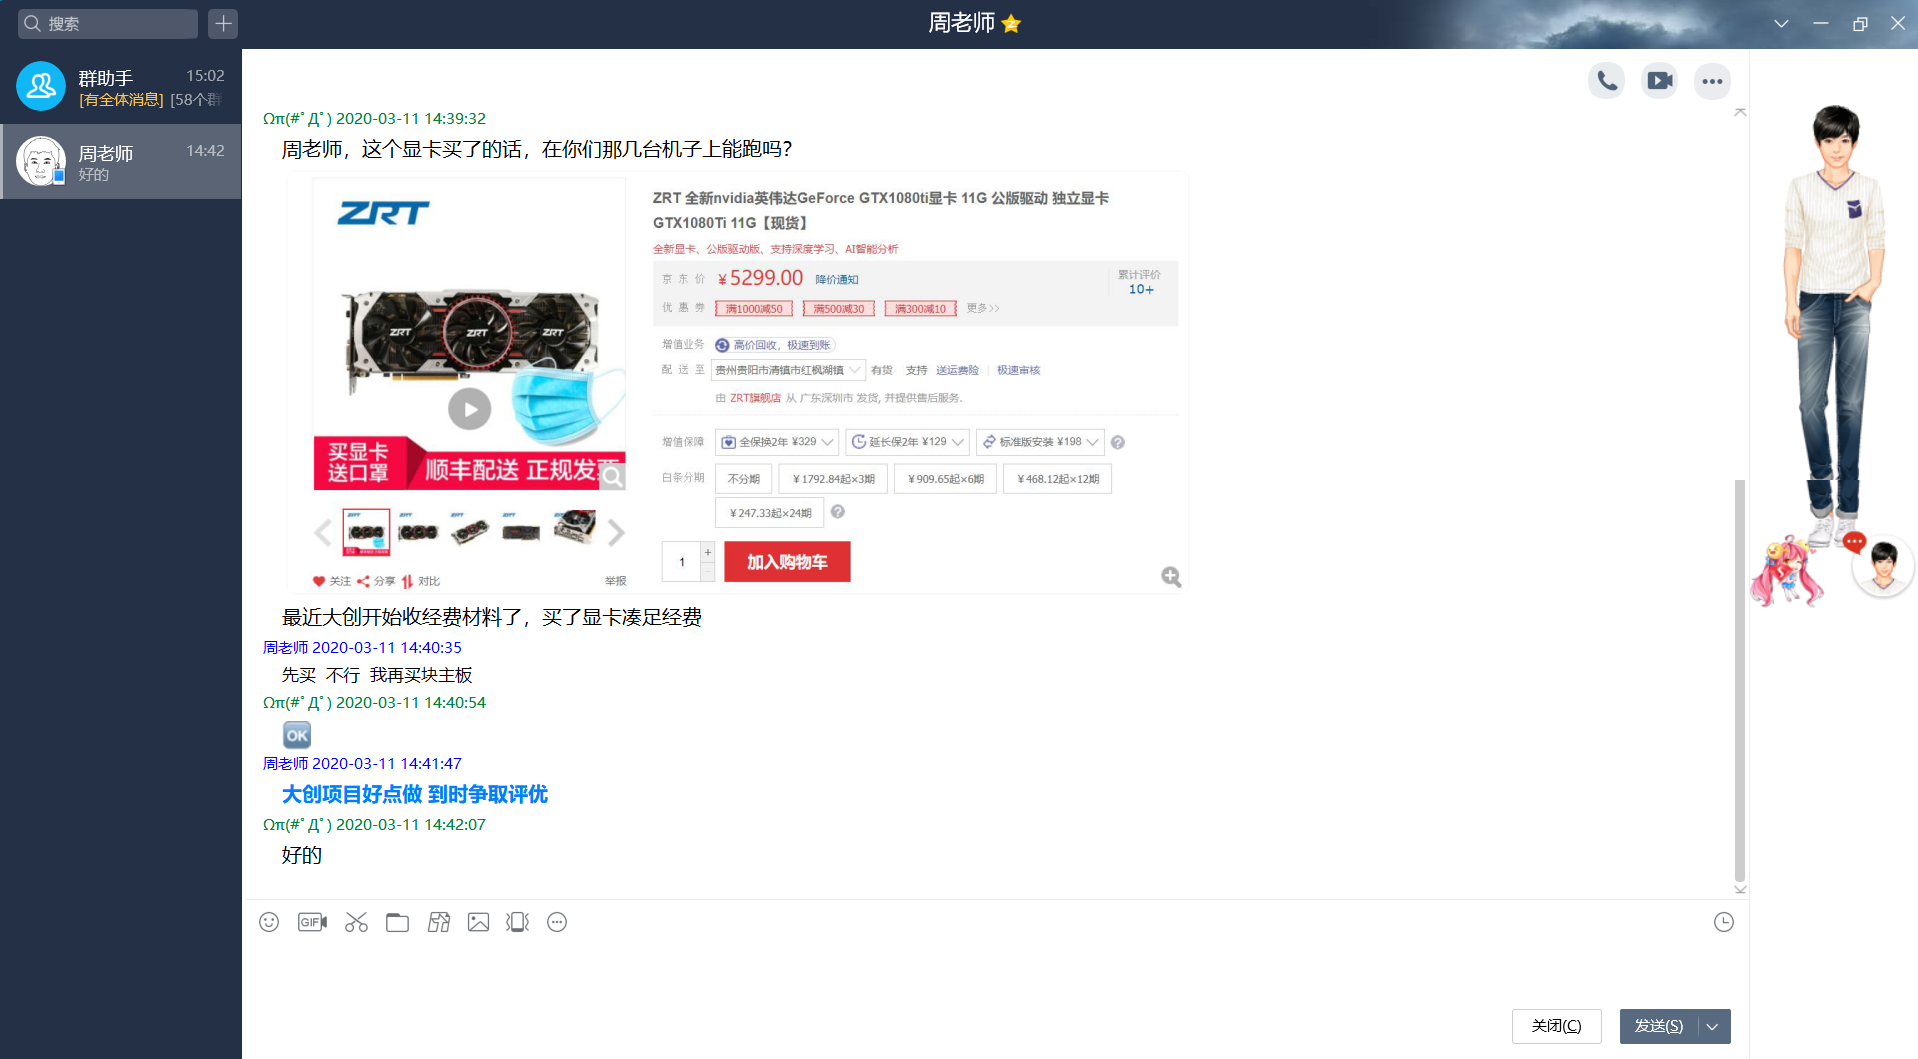 搜索
周老师
群助手
15:02
[有全体消息] [58个群
周老师
14:42
好的
Ωπ(#ﾟДﾟ) 2020-03-11 14:39:32
周老师，这个显卡买了的话，在你们那几台机子上能跑吗？
ZRT
ZRT ZRT ZRT
买显卡
送口罩
顺丰配送 正规发票
关注 分享 对比
举报
ZRT 全新nvidia英伟达GeForce GTX1080ti显卡 11G 公版驱动 独立显卡
GTX1080Ti 11G【现货】
全新显卡、公版驱动版、支持深度学习、AI智能分析
京东价 ￥5299.00 降价通知
累计评价
10+
优惠券 满1000减50 满500减30 满300减10 更多>>
增值业务 高价回收，极速到账
配送至 贵州贵阳市清镇市红枫湖镇 有货 支持 送运费险 极速审核
由 ZRT旗舰店 从 广东深圳市 发货, 并提供售后服务.
增值保障 全保换2年 ¥329 延长保2年 ¥129 标准版安装 ¥198
白条分期 不分期 ￥1792.84起×3期 ￥909.65起×6期 ￥468.12起×12期
￥247.33起×24期
1 + -
加入购物车
最近大创开始收经费材料了，买了显卡凑足经费
周老师 2020-03-11 14:40:35
先买 不行 我再买块主板
Ωπ(#ﾟДﾟ) 2020-03-11 14:40:54
OK
周老师 2020-03-11 14:41:47
大创项目好点做 到时争取评优
Ωπ(#ﾟДﾟ) 2020-03-11 14:42:07
好的
GIF
关闭(C)
发送(S)